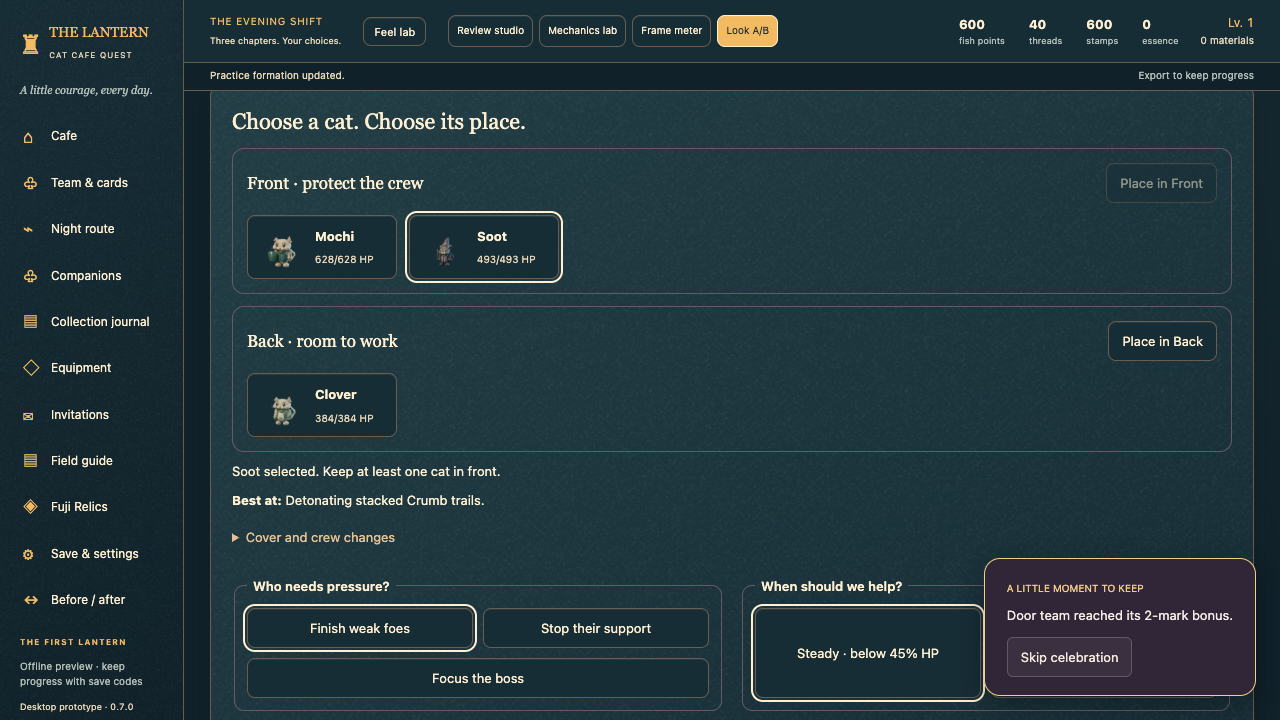 THE LANTERN
CAT CAFE QUEST
A little courage, every day.
Cafe
Team & cards
Night route
Companions
Collection journal
Equipment
Invitations
Field guide
Fuji Relics
Save & settings
Before / after
THE FIRST LANTERN
Offline preview · keep
progress with save codes
Desktop prototype · 0.7.0
THE EVENING SHIFT
Three chapters. Your choices.
Feel lab
Review studio
Mechanics lab
Frame meter
Look A/B
600
fish points
40
threads
600
stamps
0
essence
Lv. 1
0 materials
Practice formation updated.
Export to keep progress
Choose a cat. Choose its place.
Front · protect the crew
Place in Front
Mochi
628/628 HP
Soot
493/493 HP
Back · room to work
Place in Back
Clover
384/384 HP
Soot selected. Keep at least one cat in front.
Best at: Detonating stacked Crumb trails.
Cover and crew changes
Who needs pressure?
Finish weak foes
Stop their support
Focus the boss
When should we help?
Steady · below 45% HP
A LITTLE MOMENT TO KEEP
Door team reached its 2-mark bonus.
Skip celebration